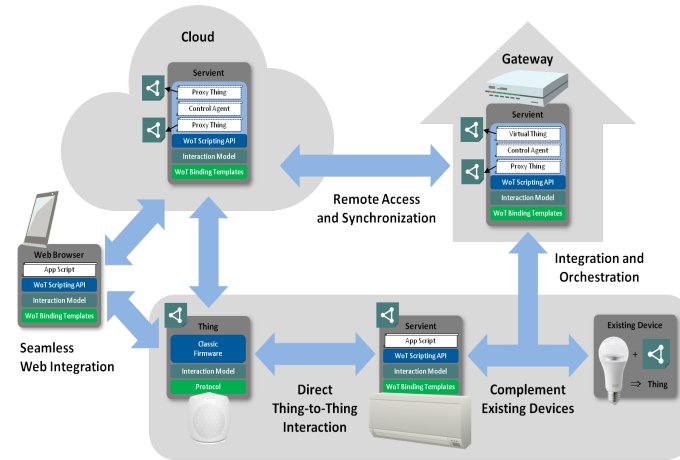 Cloud
Servient
Proxy Thing
Control Agent
Proxy Thing
WoT Scripting API
Interaction Model
WoT Binding Templates
Gateway
Servient
Virtual Thing
Control Agent
Proxy Thing
WoT Scripting API
Interaction Model
WoT Binding Templates
Remote Access
and Synchronization
Web Browser
App Script
WoT Scripting API
Interaction Model
WoT Binding Templates
Seamless
Web Integration
Integration and
Orchestration
Thing
Classic
Firmware
Interaction Model
Protocol
Direct
Thing-to-Thing
Interaction
Servient
App Script
WoT Scripting API
Interaction Model
WoT Binding Templates
Complement
Existing Devices
Existing Device
+
⇒ Thing